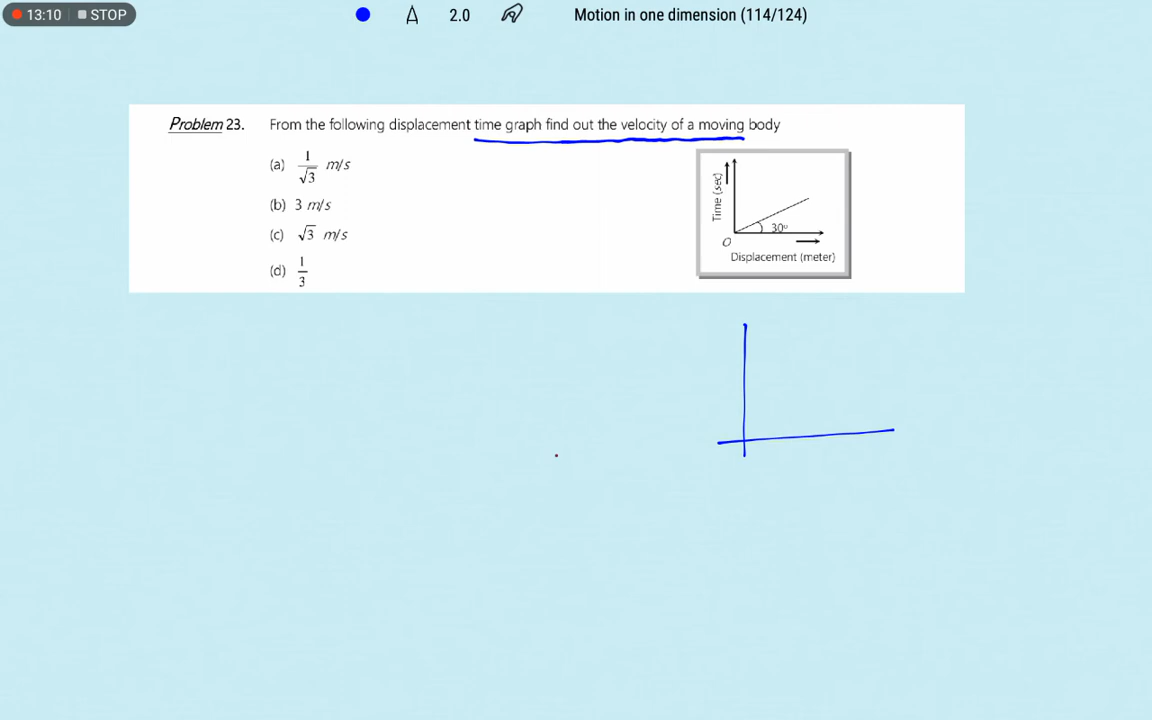 13:10 STOP 2.0 Motion in one dimension (114/124)
Problem 23. From the following displacement time graph find out the velocity of a moving body
(a) 1/√3 m/s
(b) 3 m/s
(c) √3 m/s
(d) 1/3
Time (sec)
30º
O
Displacement (meter)